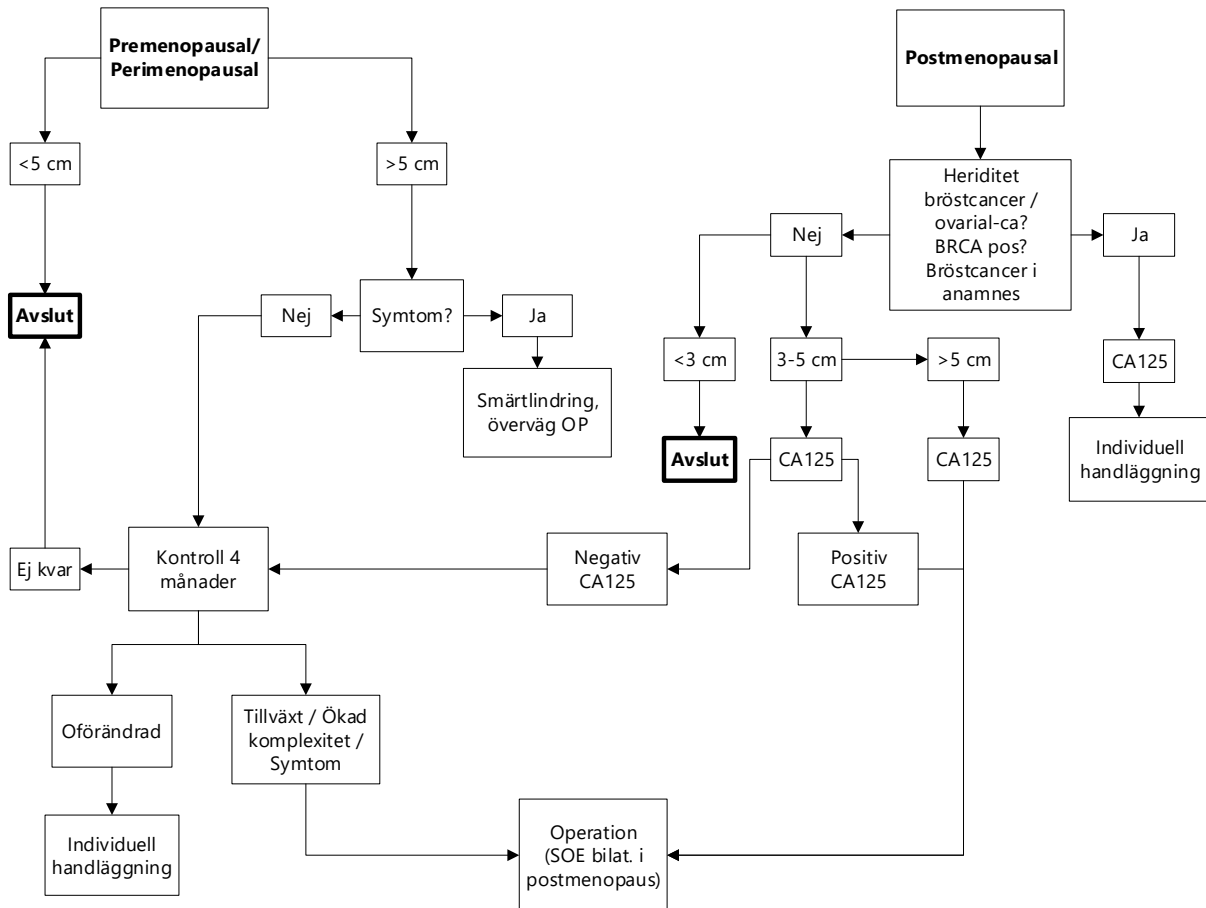 Premenopausal/
Perimenopausal
Postmenopausal
<5 cm
>5 cm
Heriditet
bröstcancer /
ovarial-ca?
BRCA pos?
Bröstcancer i
anamnes
Nej
Ja
Avslut
Nej
Symtom?
Ja
<3 cm
3-5 cm
>5 cm
CA125
Smärtlindring,
överväg OP
Avslut
CA125
CA125
Individuell
handläggning
Ej kvar
Kontroll 4
månader
Negativ
CA125
Positiv
CA125
Oförändrad
Tillväxt / Ökad
komplexitet /
Symtom
Individuell
handläggning
Operation
(SOE bilat. i
postmenopaus)